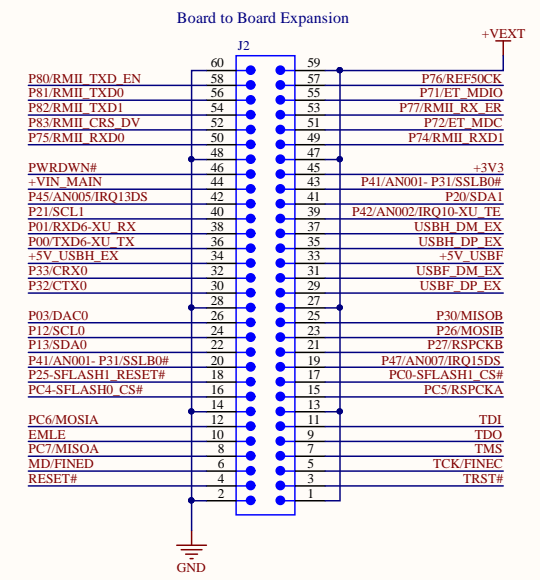 Board to Board Expansion
+VEXT
J2
60 59
P80/RMII_TXD_EN 58 57 P76/REF50CK
P81/RMII_TXD0 56 55 P71/ET_MDIO
P82/RMII_TXD1 54 53 P77/RMII_RX_ER
P83/RMII_CRS_DV 52 51 P72/ET_MDC
P75/RMII_RXD0 50 49 P74/RMII_RXD1
48 47
PWRDWN# 46 45 +3V3
+VIN_MAIN 44 43 P41/AN001- P31/SSLB0#
P45/AN005/IRQ13DS 42 41 P20/SDA1
P21/SCL1 40 39 P42/AN002/IRQ10-XU_TE
P01/RXD6-XU_RX 38 37 USBH_DM_EX
P00/TXD6-XU_TX 36 35 USBH_DP_EX
+5V_USBH_EX 34 33 +5V_USBF
P33/CRX0 32 31 USBF_DM_EX
P32/CTX0 30 29 USBF_DP_EX
28 27
P03/DAC0 26 25 P30/MISOB
P12/SCL0 24 23 P26/MOSIB
P13/SDA0 22 21 P27/RSPCKB
P41/AN001- P31/SSLB0# 20 19 P47/AN007/IRQ15DS
P25-SFLASH1_RESET# 18 17 PC0-SFLASH1_CS#
PC4-SFLASH0_CS# 16 15 PC5/RSPCKA
14 13
PC6/MOSIA 12 11 TDI
EMLE 10 9 TDO
PC7/MISOA 8 7 TMS
MD/FINED 6 5 TCK/FINEC
RESET# 4 3 TRST#
2 1
GND